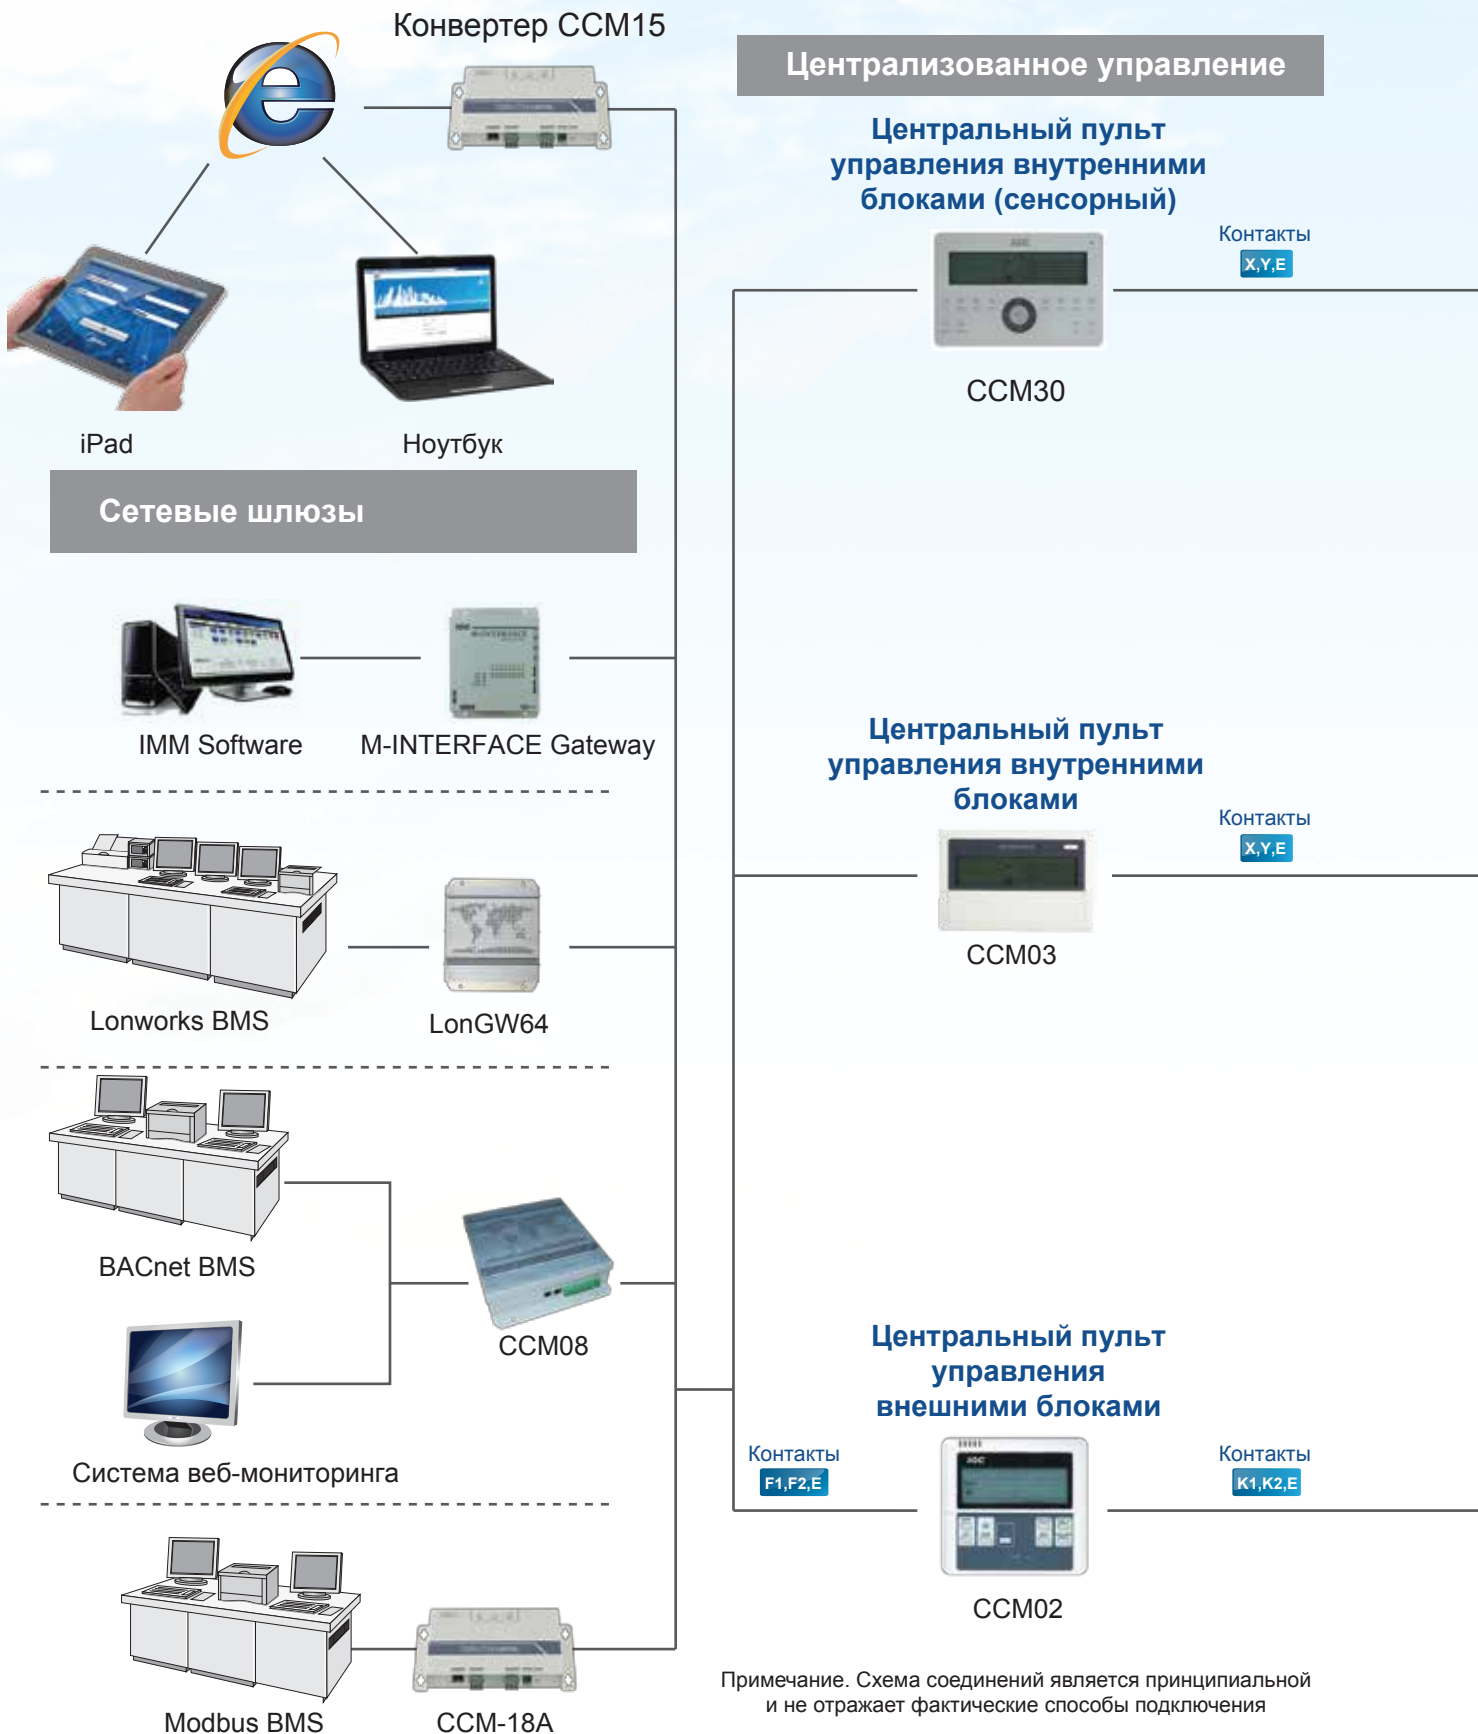 Конвертер CCM15
iPad
Ноутбук
Сетевые шлюзы
M-INTERFACE
IMM Software
M-INTERFACE Gateway
Lonworks BMS
LonGW64
BACnet BMS
CCM08
Система веб-мониторинга
Modbus BMS
CCM-18A
Централизованное управление
Центральный пульт
управления внутренними
блоками (сенсорный)
Контакты
X,Y,E
CCM30
Центральный пульт
управления внутренними
блоками
Контакты
X,Y,E
CCM03
Центральный пульт
управления
внешними блоками
Контакты
F1,F2,E
Контакты
K1,K2,E
CCM02
Примечание. Схема соединений является принципиальной
и не отражает фактические способы подключения